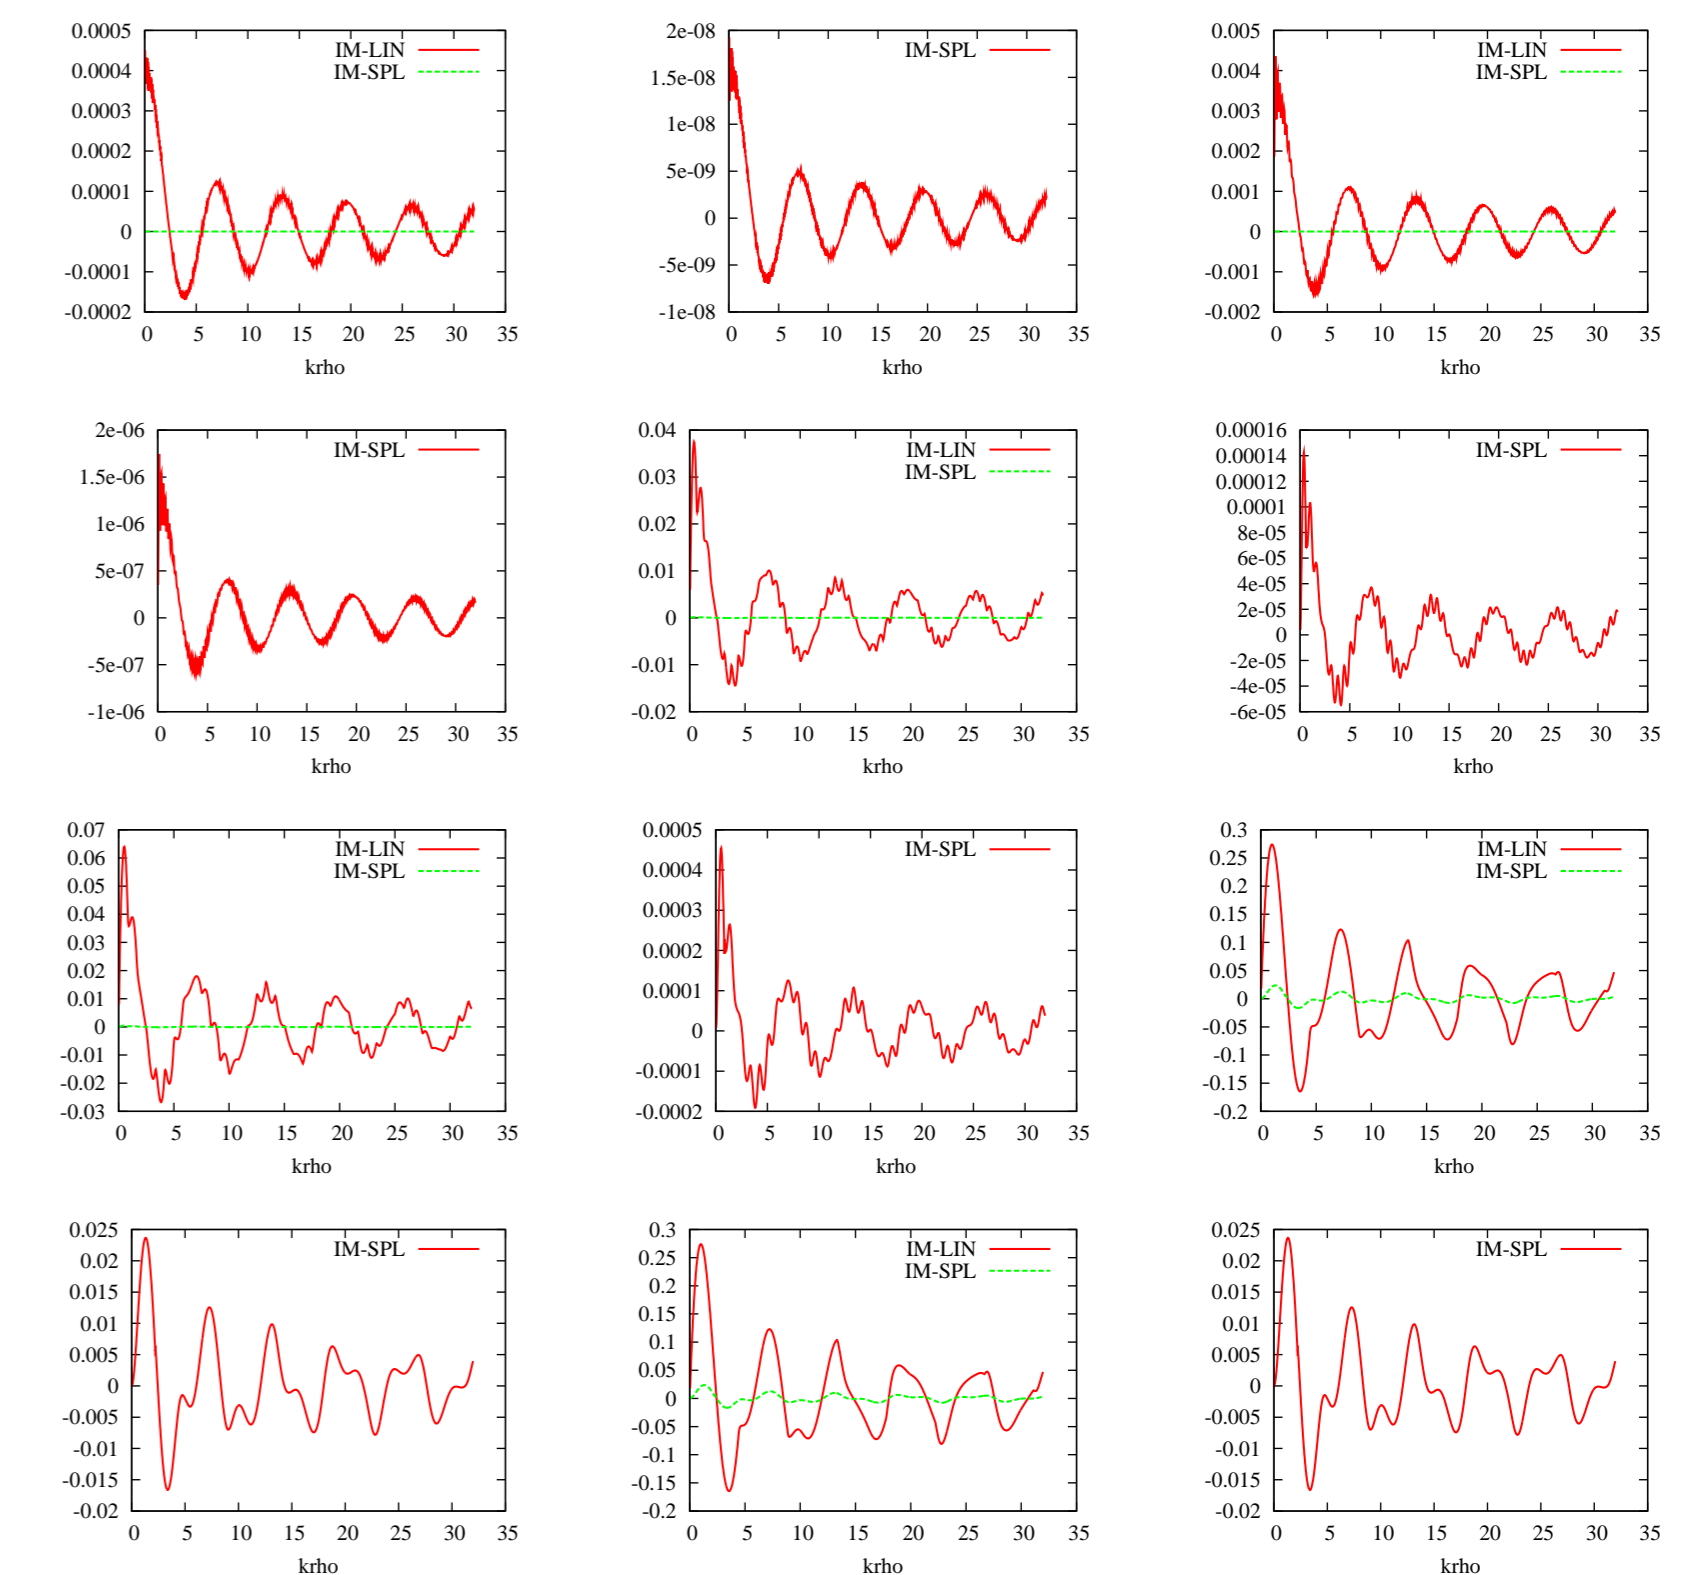 0.0005
0.0004
0.0003
0.0002
0.0001
0
-0.0001
-0.0002
0 5 10 15 20 25 30 35
krho
IM-LIN
IM-SPL
2e-08
1.5e-08
1e-08
5e-09
0
-5e-09
-1e-08
0 5 10 15 20 25 30 35
krho
IM-SPL
0.005
0.004
0.003
0.002
0.001
0
-0.001
-0.002
0 5 10 15 20 25 30 35
krho
IM-LIN
IM-SPL
2e-06
1.5e-06
1e-06
5e-07
0
-5e-07
-1e-06
0 5 10 15 20 25 30 35
krho
IM-SPL
0.04
0.03
0.02
0.01
0
-0.01
-0.02
0 5 10 15 20 25 30 35
krho
IM-LIN
IM-SPL
0.00016
0.00014
0.00012
0.0001
8e-05
6e-05
4e-05
2e-05
0
-2e-05
-4e-05
-6e-05
0 5 10 15 20 25 30 35
krho
IM-SPL
0.07
0.06
0.05
0.04
0.03
0.02
0.01
0
-0.01
-0.02
-0.03
0 5 10 15 20 25 30 35
krho
IM-LIN
IM-SPL
0.0005
0.0004
0.0003
0.0002
0.0001
0
-0.0001
-0.0002
0 5 10 15 20 25 30 35
krho
IM-SPL
0.3
0.25
0.2
0.15
0.1
0.05
0
-0.05
-0.1
-0.15
-0.2
0 5 10 15 20 25 30 35
krho
IM-LIN
IM-SPL
0.025
0.02
0.015
0.01
0.005
0
-0.005
-0.01
-0.015
-0.02
0 5 10 15 20 25 30 35
krho
IM-SPL
0.3
0.25
0.2
0.15
0.1
0.05
0
-0.05
-0.1
-0.15
-0.2
0 5 10 15 20 25 30 35
krho
IM-LIN
IM-SPL
0.025
0.02
0.015
0.01
0.005
0
-0.005
-0.01
-0.015
-0.02
0 5 10 15 20 25 30 35
krho
IM-SPL